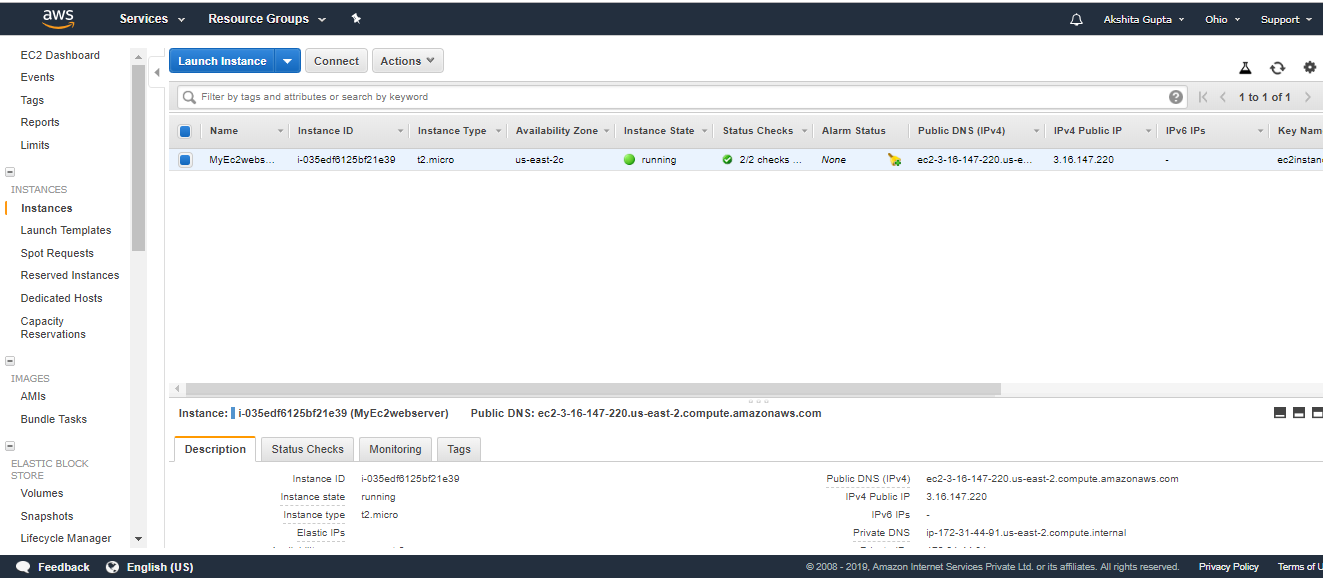 aws Services Resource Groups Akshita Gupta Ohio Support
EC2 Dashboard
Events
Tags
Reports
Limits
INSTANCES
Instances
Launch Templates
Spot Requests
Reserved Instances
Dedicated Hosts
Capacity
Reservations
IMAGES
AMIs
Bundle Tasks
ELASTIC BLOCK
STORE
Volumes
Snapshots
Lifecycle Manager
Launch Instance Connect Actions
Filter by tags and attributes or search by keyword ? 1 to 1 of 1
Name Instance ID Instance Type Availability Zone Instance State Status Checks Alarm Status Public DNS (IPv4) IPv4 Public IP IPv6 IPs Key Nam
MyEc2webs... i-035edf6125bf21e39 t2.micro us-east-2c running 2/2 checks ... None ec2-3-16-147-220.us-e... 3.16.147.220 - ec2instan
Instance: i-035edf6125bf21e39 (MyEc2webserver) Public DNS: ec2-3-16-147-220.us-east-2.compute.amazonaws.com
Description Status Checks Monitoring Tags
Instance ID i-035edf6125bf21e39 Public DNS (IPv4) ec2-3-16-147-220.us-east-2.compute.amazonaws.com
Instance state running IPv4 Public IP 3.16.147.220
Instance type t2.micro IPv6 IPs -
Elastic IPs Private DNS ip-172-31-44-91.us-east-2.compute.internal
Feedback English (US) © 2008 - 2019, Amazon Internet Services Private Ltd. or its affiliates. All rights reserved. Privacy Policy Terms of U